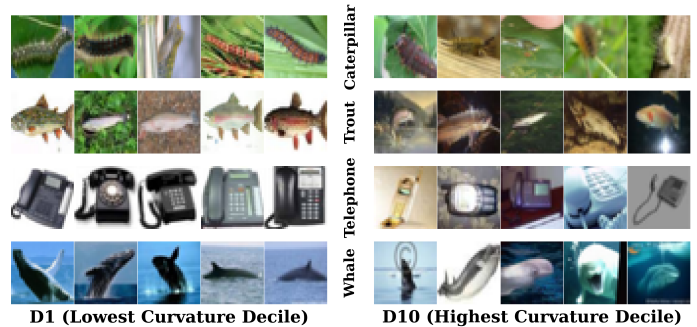 Caterpillar
Trout
Telephone
Whale
D1 (Lowest Curvature Decile)
D10 (Highest Curvature Decile)